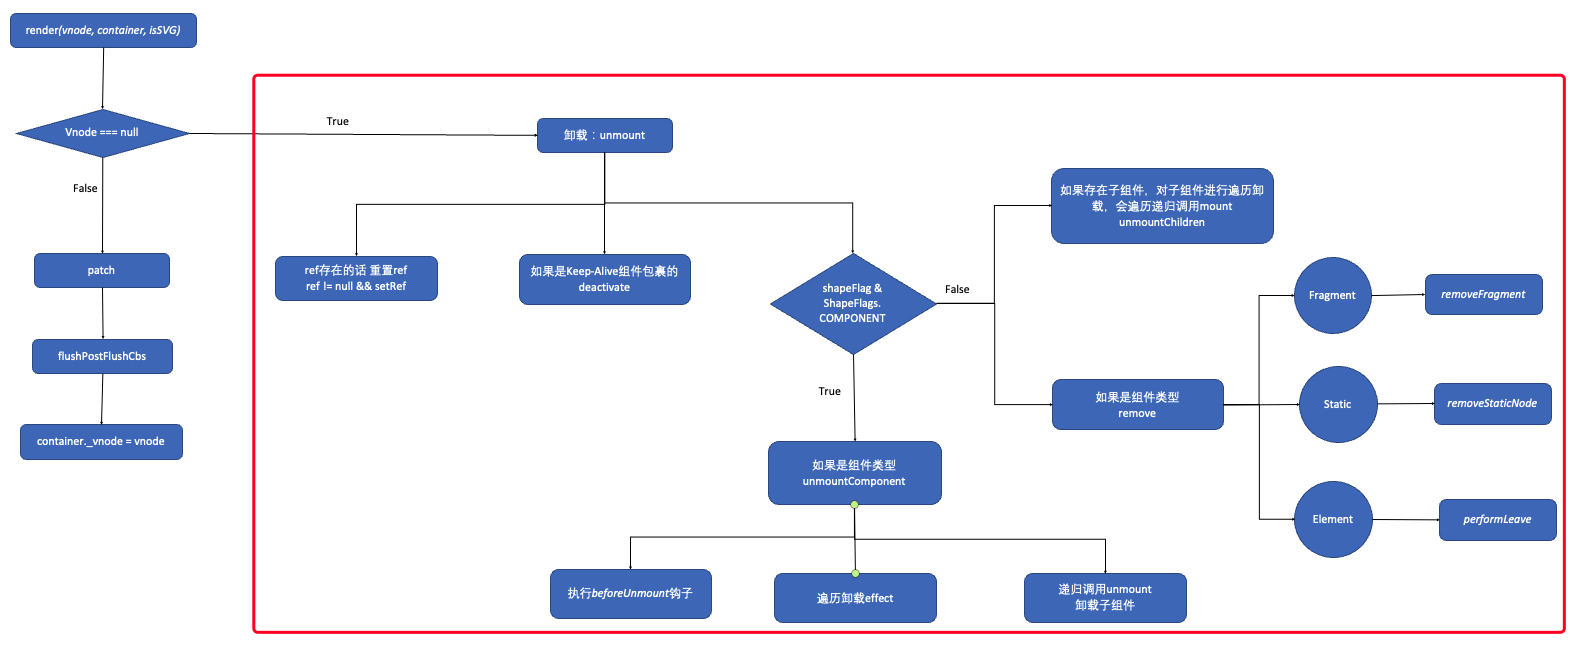 render(vnode, container, isSVG)
Vnode === null
True
False
patch
flushPostFlushCbs
container._vnode = vnode
卸载：unmount
ref存在的话 重置ref
ref != null && setRef
如果是Keep-Alive组件包裹的
deactivate
shapeFlag &
ShapeFlags.
COMPONENT
False
True
如果存在子组件，对子组件进行遍历卸
载，会遍历递归调用mount
unmountChildren
如果是组件类型
remove
Fragment
removeFragment
Static
removeStaticNode
Element
performLeave
如果是组件类型
unmountComponent
执行beforeUnmount钩子
遍历卸载effect
递归调用unmount
卸载子组件